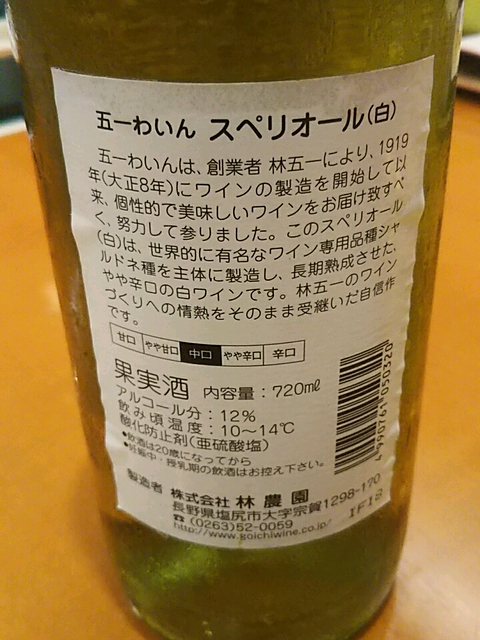 五一わいん スペリオール(白)
五一わいんは、創業者 林五一により、1919
年(大正8年)にワインの製造を開始して以
来、個性的で美味しいワインをお届け致すべ
く、努力して参りました。このスペリオール
(白)は、世界的に有名なワイン専用品種シャ
ルドネ種を主体に製造し、長期熟成させた、
やや辛口の白ワインです。林五一のワイン
づくりへの情熱をそのまま受継いだ自信作
です。
甘口 やや甘口 中口 やや辛口 辛口
果実酒 内容量:720㎖
アルコール分:12%
飲み頃温度:10~14℃
酸化防止剤(亜硫酸塩)
●飲酒は20歳になってから
●妊娠中・授乳期の飲酒はお控え下さい。
4 990761 050320
製造者 株式会社 林 農 園
長野県塩尻市大字宗賀1298-170
☎(0263)52-0059
http://www.goichiwine.co.jp/